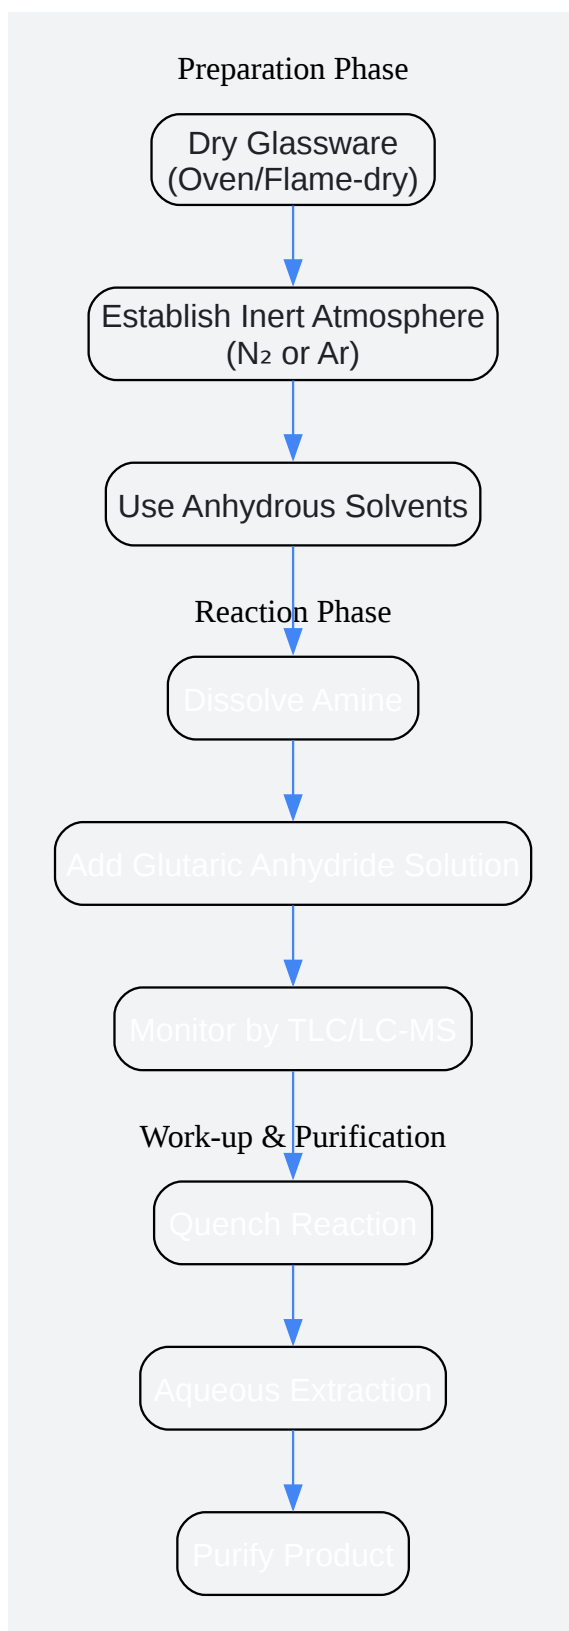 Preparation Phase
Dry Glassware
(Oven/Flame-dry)
Establish Inert Atmosphere
(N₂ or Ar)
Use Anhydrous Solvents
Reaction Phase
Dissolve Amine
Add Glutaric Anhydride Solution
Monitor by TLC/LC-MS
Work-up & Purification
Quench Reaction
Aqueous Extraction
Purify Product